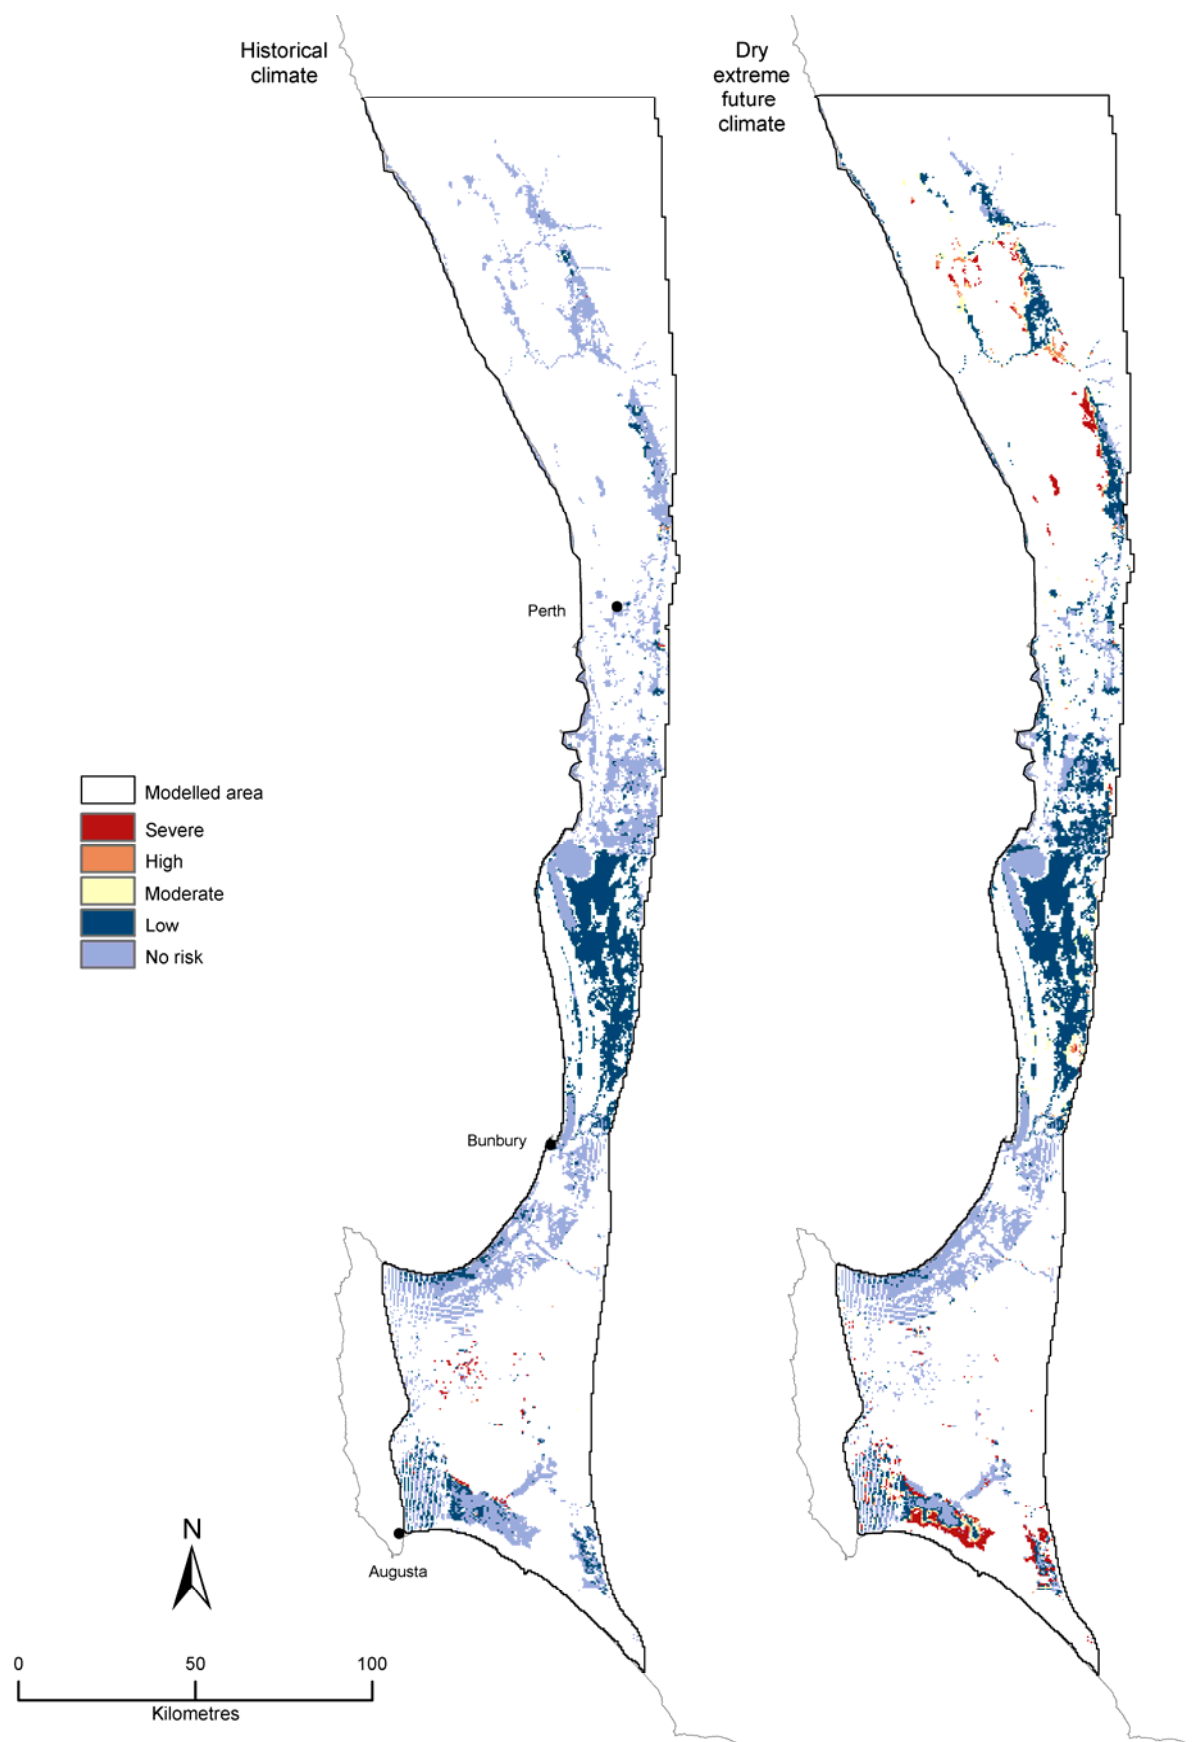 Historical
climate
Dry
extreme
future
climate
Perth
Modelled area
Severe
High
Moderate
Low
No risk
Bunbury
N
Augusta
0 50 100
Kilometres